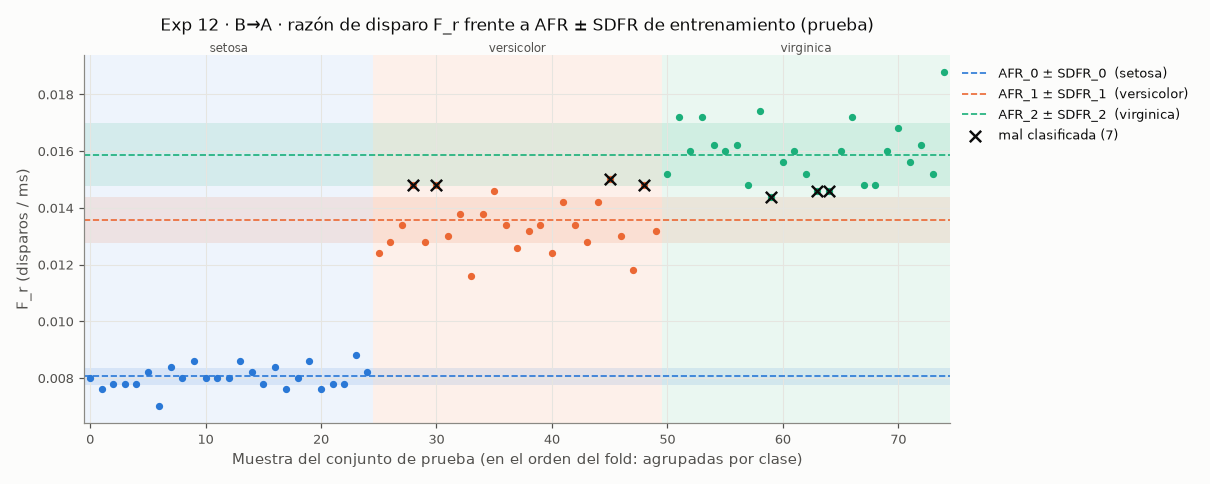 Exp 12 · B→A · razón de disparo F_r frente a AFR ± SDFR de entrenamiento (prueba)
setosa
versicolor
virginica
AFR_0 ± SDFR_0 (setosa)
AFR_1 ± SDFR_1 (versicolor)
AFR_2 ± SDFR_2 (virginica)
mal clasificada (7)
F_r (disparos / ms)
0.018
0.016
0.014
0.012
0.010
0.008
0 10 20 30 40 50 60 70
Muestra del conjunto de prueba (en el orden del fold: agrupadas por clase)